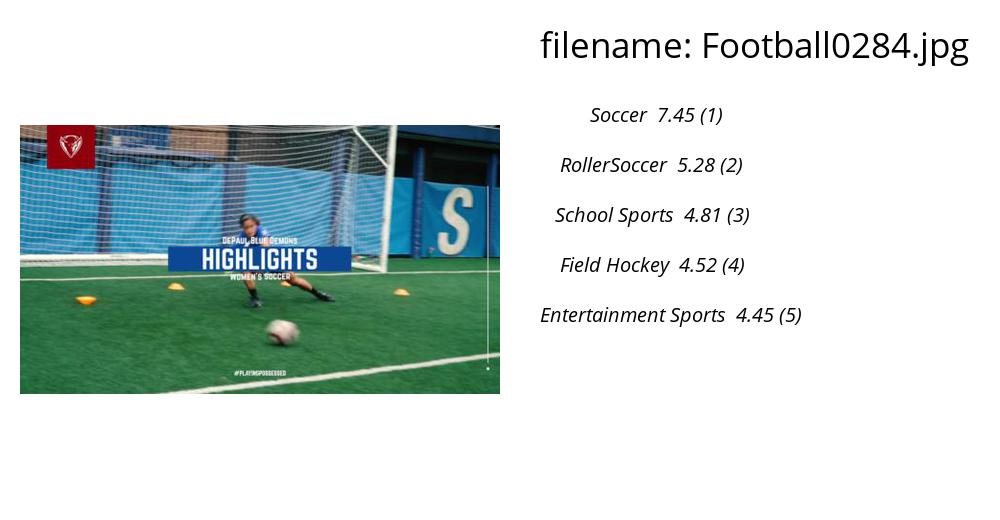 filename: Football0284.jpg
Soccer 7.45 (1)
RollerSoccer 5.28 (2)
School Sports 4.81 (3)
Field Hockey 4.52 (4)
Entertainment Sports 4.45 (5)
S
DePaul Blue Demons
HIGHLIGHTS
WOMEN'S SOCCER
#PLAYINGPOSSESSED